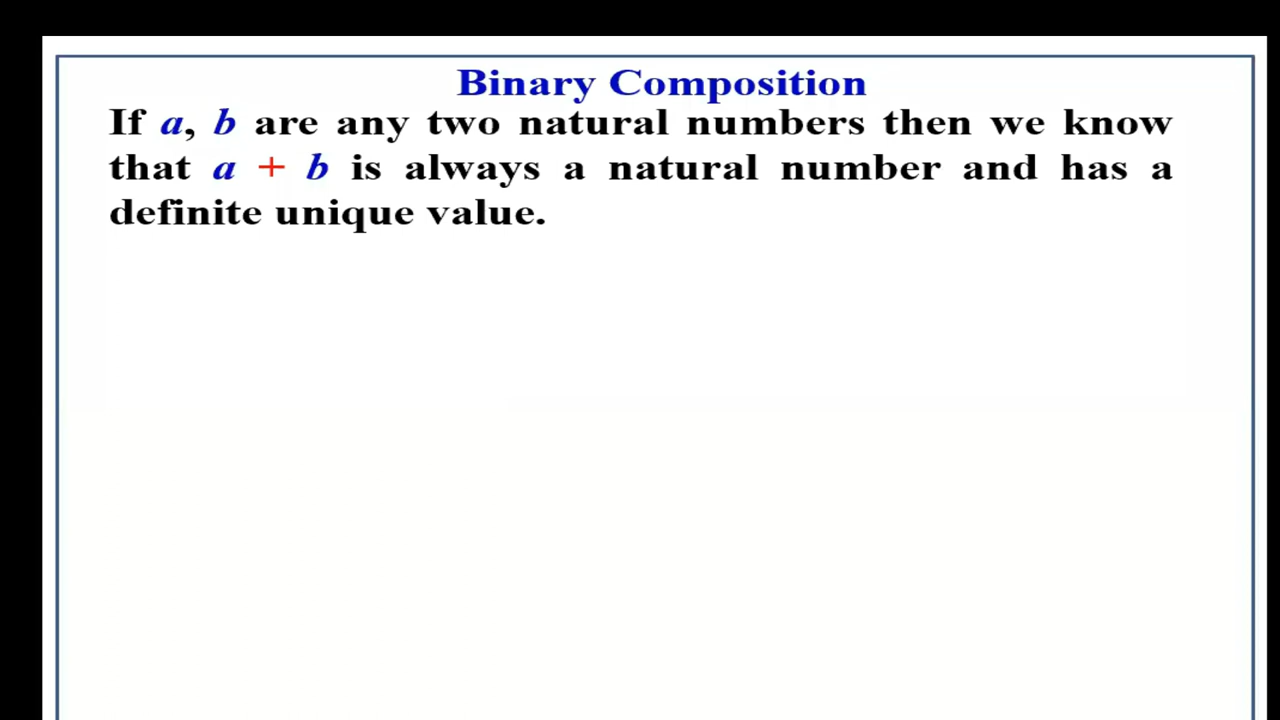 Binary Composition
If a, b are any two natural numbers then we know
that a + b is always a natural number and has a
definite unique value.